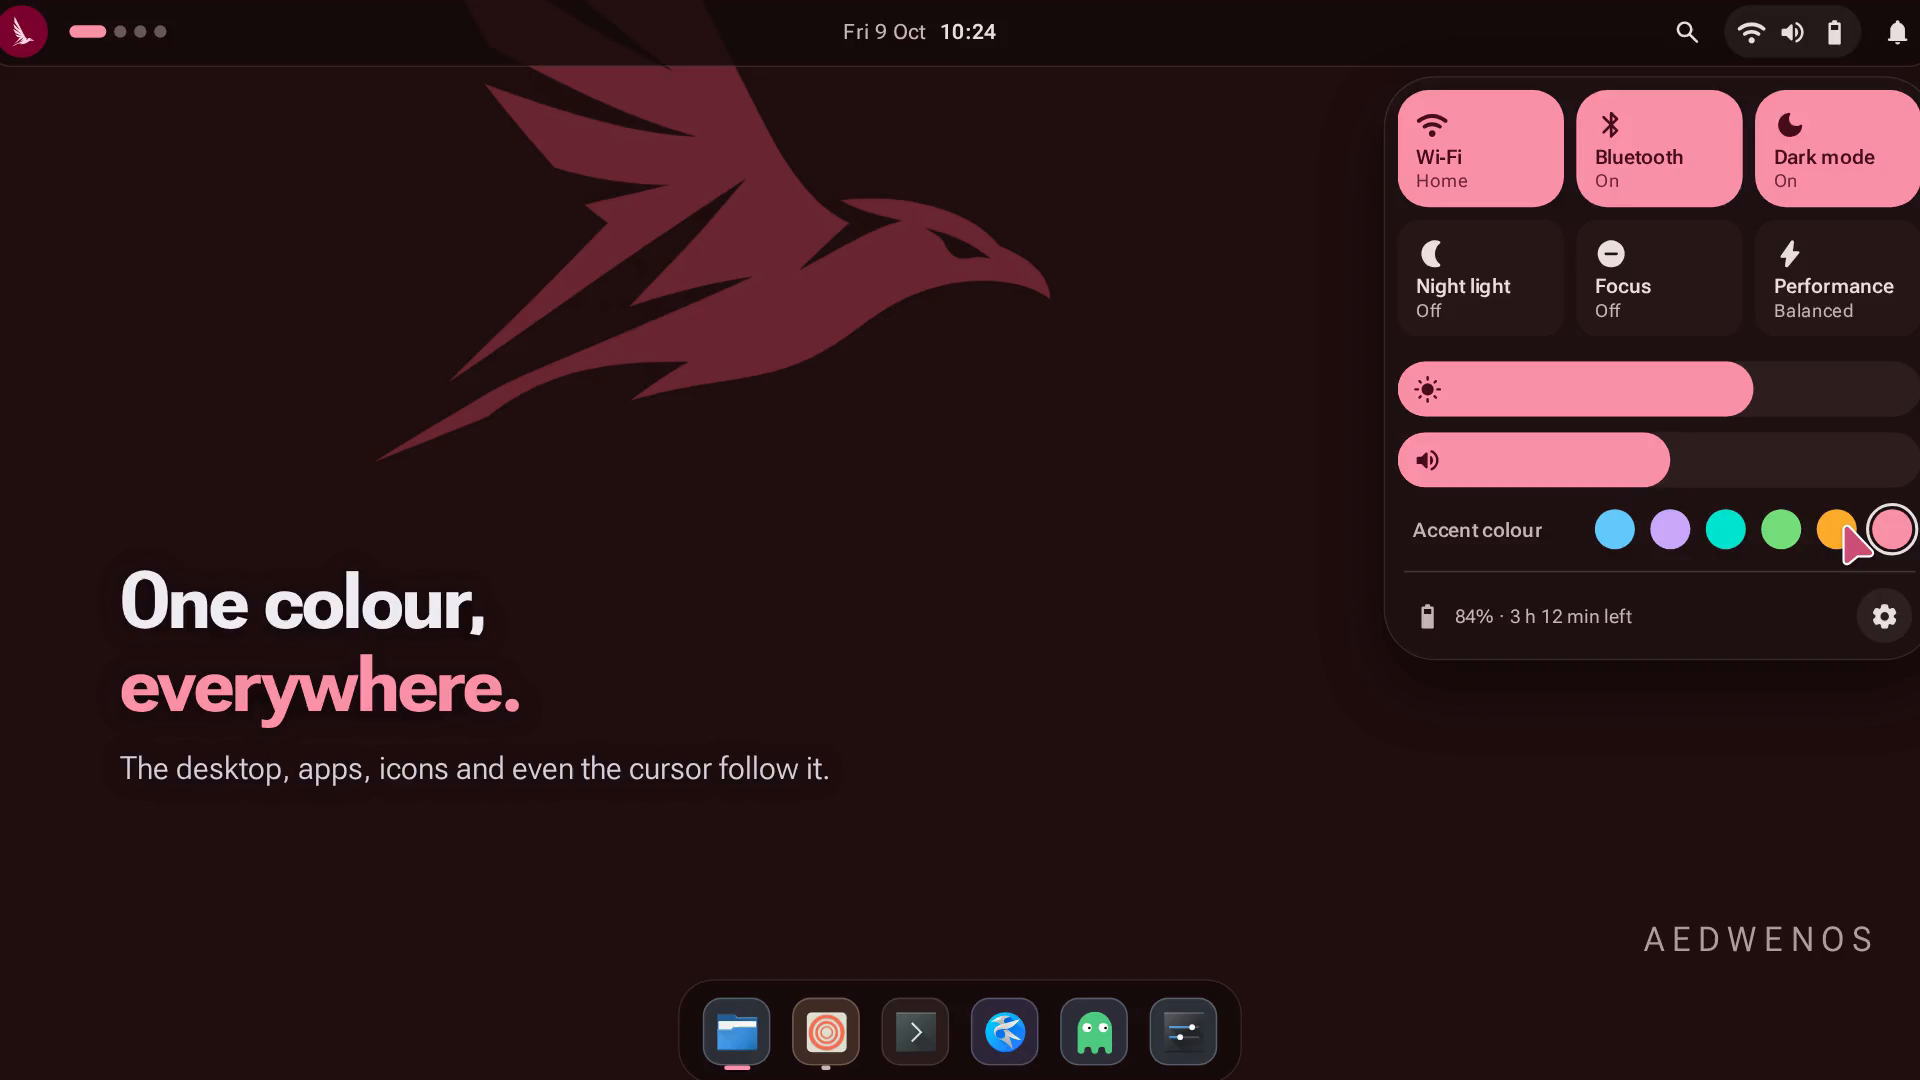 Fri 9 Oct 10:24
Wi-Fi
Home
Bluetooth
On
Dark mode
On
Night light
Off
Focus
Off
Performance
Balanced
Accent colour
84% · 3 h 12 min left
One colour,
everywhere.
The desktop, apps, icons and even the cursor follow it.
AEDWENOS